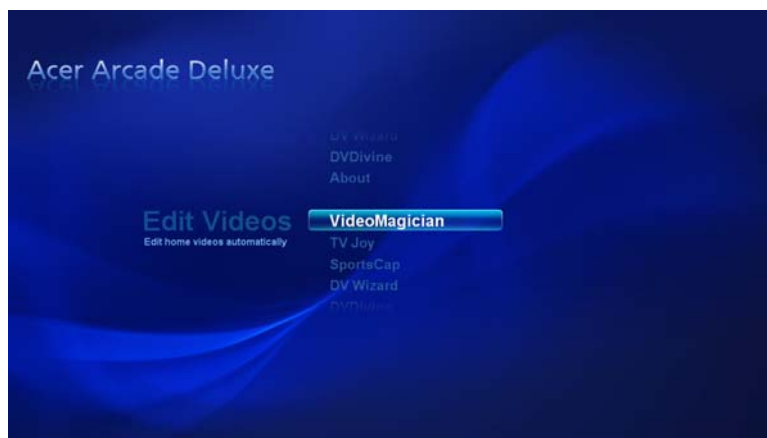 Acer Arcade Deluxe
DV Wizard
DVDivine
About
Edit Videos
Edit home videos automatically
VideoMagician
TV Joy
SportsCap
DV Wizard
DVDivine